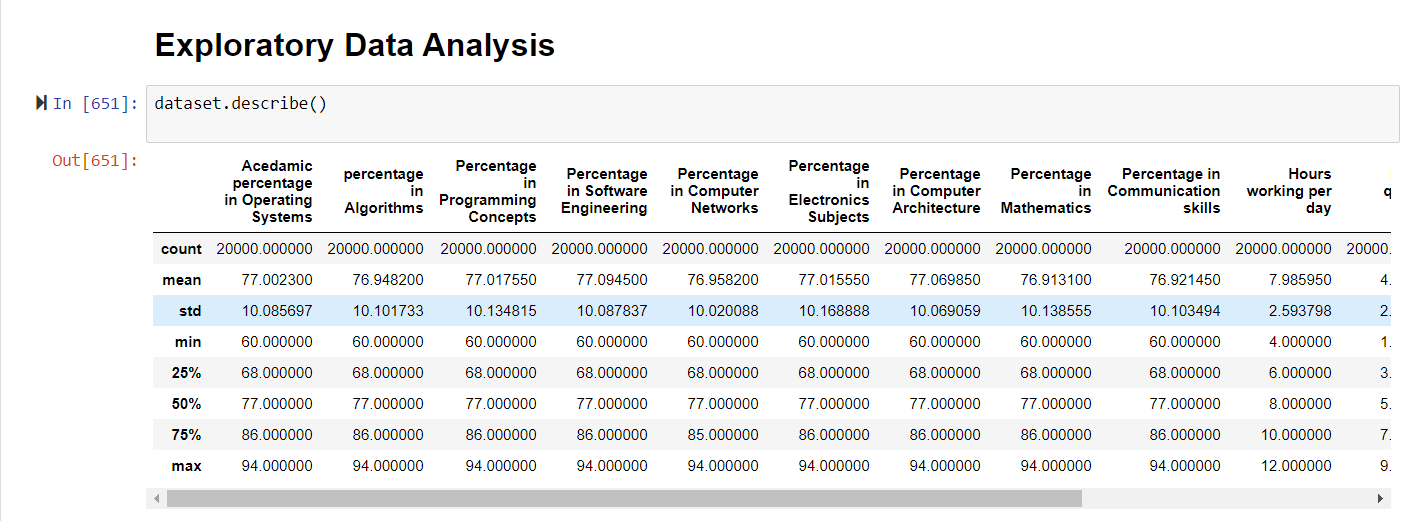 Exploratory Data Analysis
In [651]: dataset.describe()
Out[651]:
Acedamic percentage in Operating Systems percentage in Algorithms Percentage in Programming Concepts Percentage in Software Engineering Percentage in Computer Networks Percentage in Electronics Subjects Percentage in Computer Architecture Percentage in Mathematics Percentage in Communication skills Hours working per day q
count 20000.000000 20000.000000 20000.000000 20000.000000 20000.000000 20000.000000 20000.000000 20000.000000 20000.000000 20000.000000 20000.
mean 77.002300 76.948200 77.017550 77.094500 76.958200 77.015550 77.069850 76.913100 76.921450 7.985950 4.
std 10.085697 10.101733 10.134815 10.087837 10.020088 10.168888 10.069059 10.138555 10.103494 2.593798 2.
min 60.000000 60.000000 60.000000 60.000000 60.000000 60.000000 60.000000 60.000000 60.000000 4.000000 1.
25% 68.000000 68.000000 68.000000 68.000000 68.000000 68.000000 68.000000 68.000000 68.000000 6.000000 3.
50% 77.000000 77.000000 77.000000 77.000000 77.000000 77.000000 77.000000 77.000000 77.000000 8.000000 5.
75% 86.000000 86.000000 86.000000 86.000000 85.000000 86.000000 86.000000 86.000000 86.000000 10.000000 7.
max 94.000000 94.000000 94.000000 94.000000 94.000000 94.000000 94.000000 94.000000 94.000000 12.000000 9.